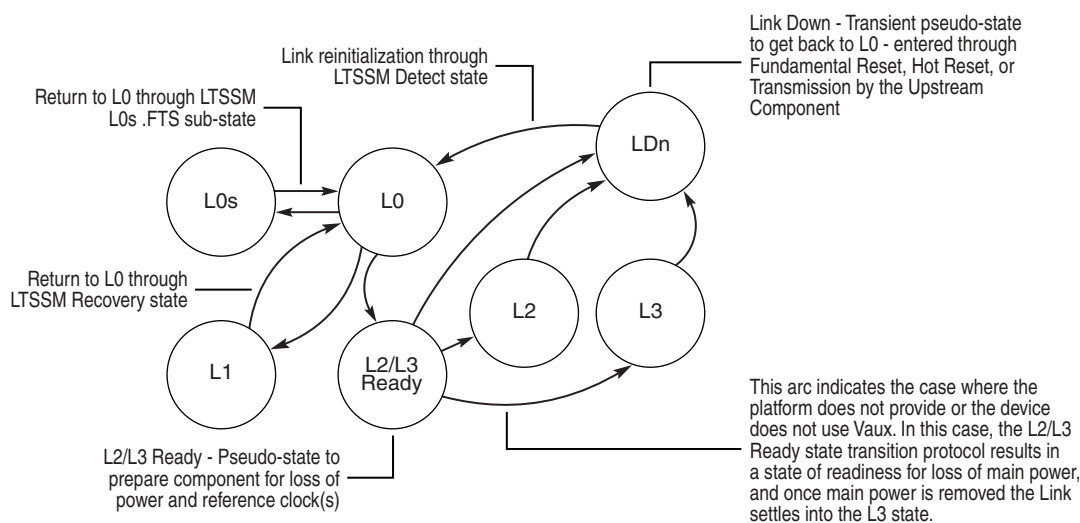 Link Down - Transient pseudo-state
to get back to L0 - entered through
Fundamental Reset, Hot Reset, or
Transmission by the Upstream
Component
Link reinitialization through
LTSSM Detect state
Return to L0 through LTSSM
L0s .FTS sub-state
LDn
L0s
L0
Return to L0 through
LTSSM Recovery state
L2
L3
L1
L2/L3
Ready
This arc indicates the case where the
platform does not provide or the device
does not use Vaux. In this case, the L2/L3
Ready state transition protocol results in
a state of readiness for loss of main power,
and once main power is removed the Link
settles into the L3 state.
L2/L3 Ready - Pseudo-state to
prepare component for loss of
power and reference clock(s)